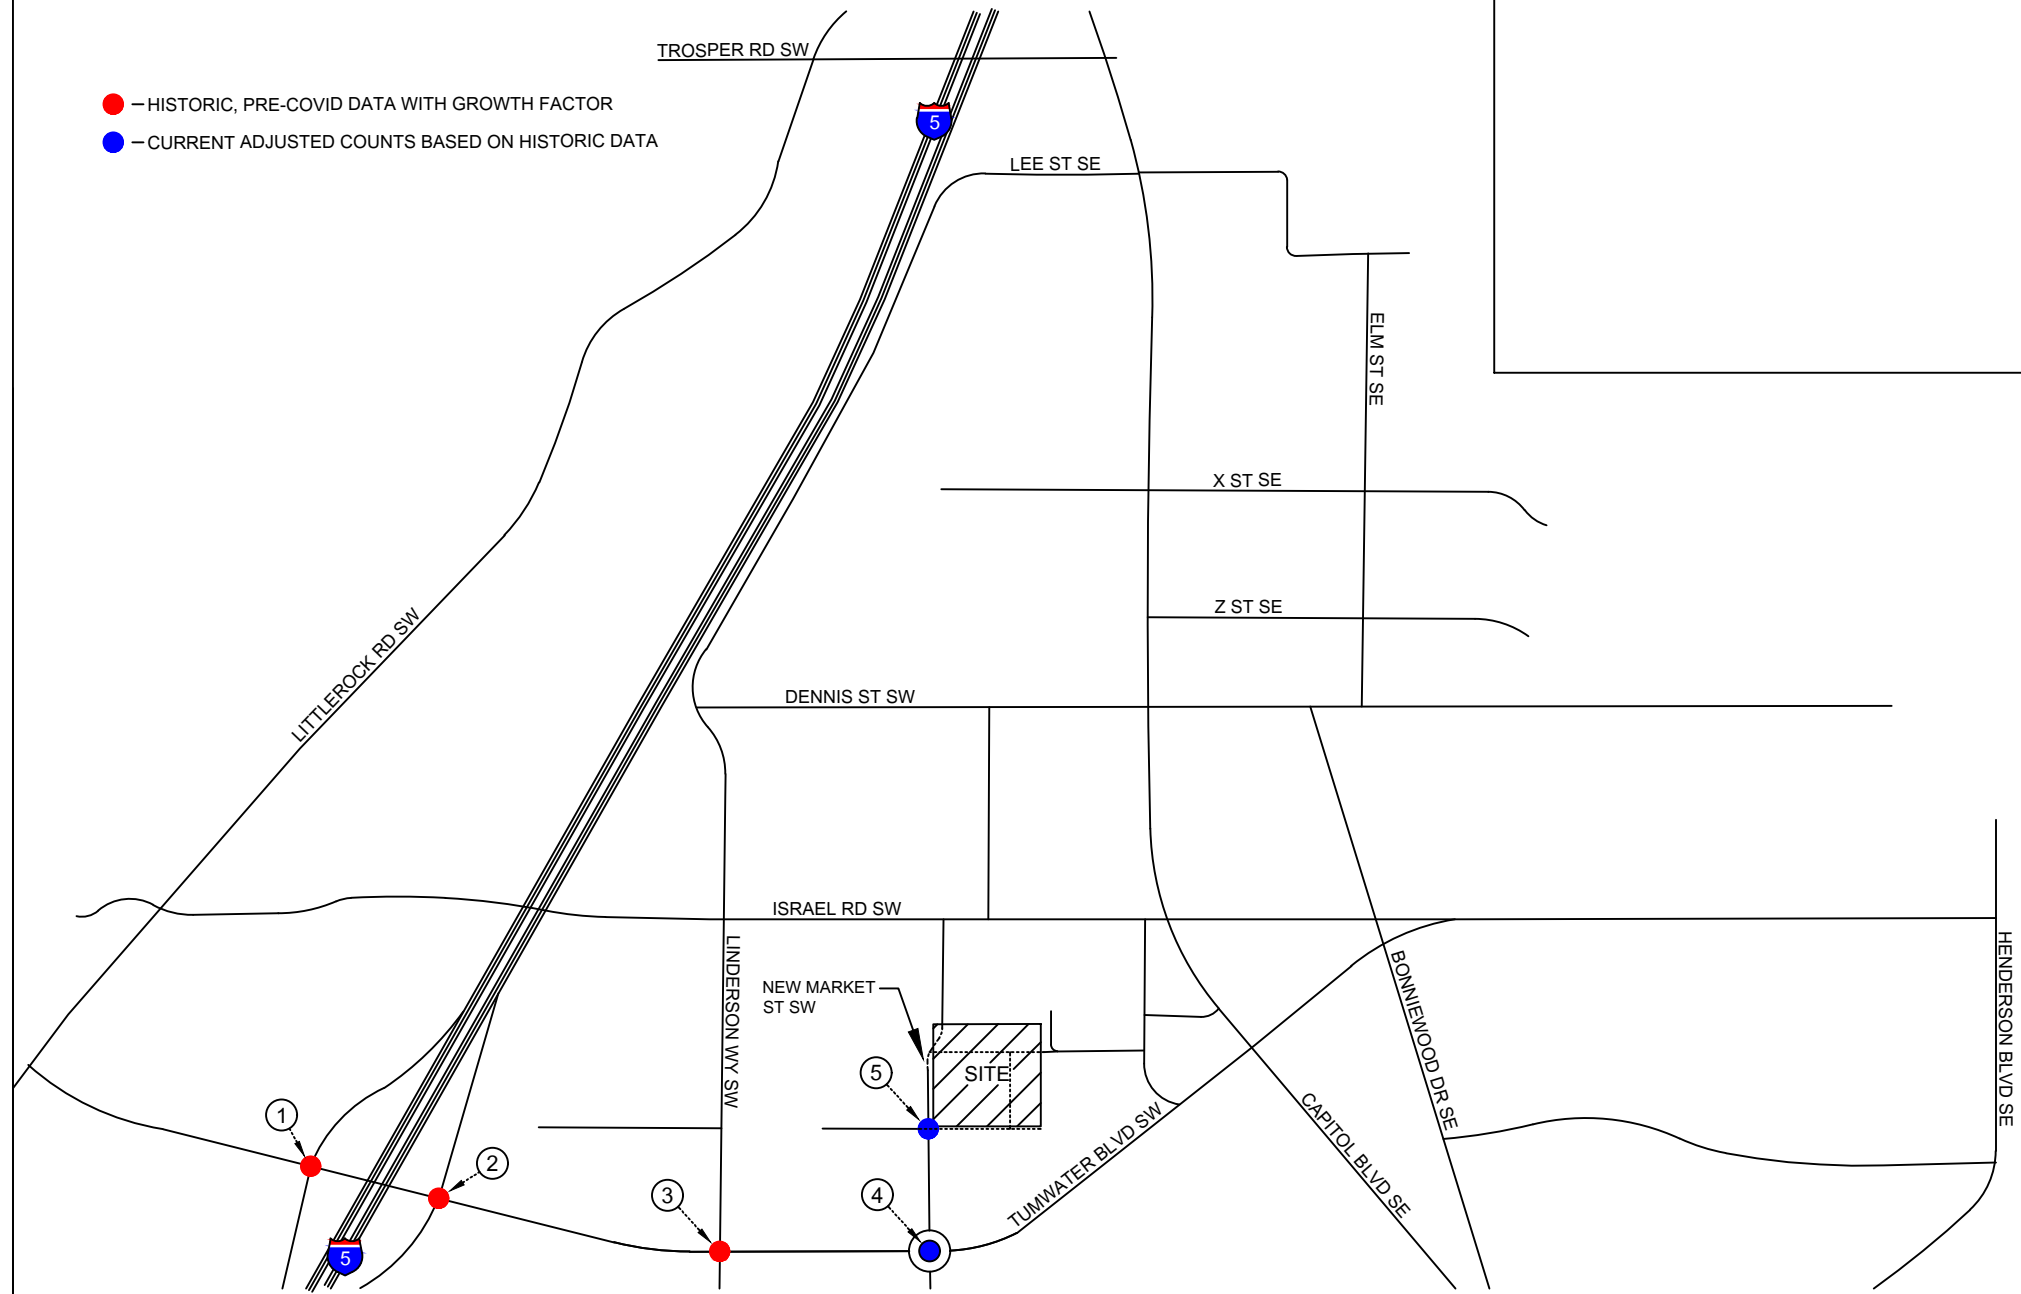 TROSPER RD SW
– HISTORIC, PRE-COVID DATA WITH GROWTH FACTOR
5
– CURRENT ADJUSTED COUNTS BASED ON HISTORIC DATA
LEE ST SE
ELM ST SE
X ST SE
Z ST SE
LITTLEROCK RD SW
DENNIS ST SW
ISRAEL RD SW
LINDERSON WY SW
NEW MARKET
ST SW
BONNIEWOOD DR SE
HENDERSON BLVD SE
SITE
5
1
2
3
4
TUMWATER BLVD SW
CAPITOL BLVD SE
5